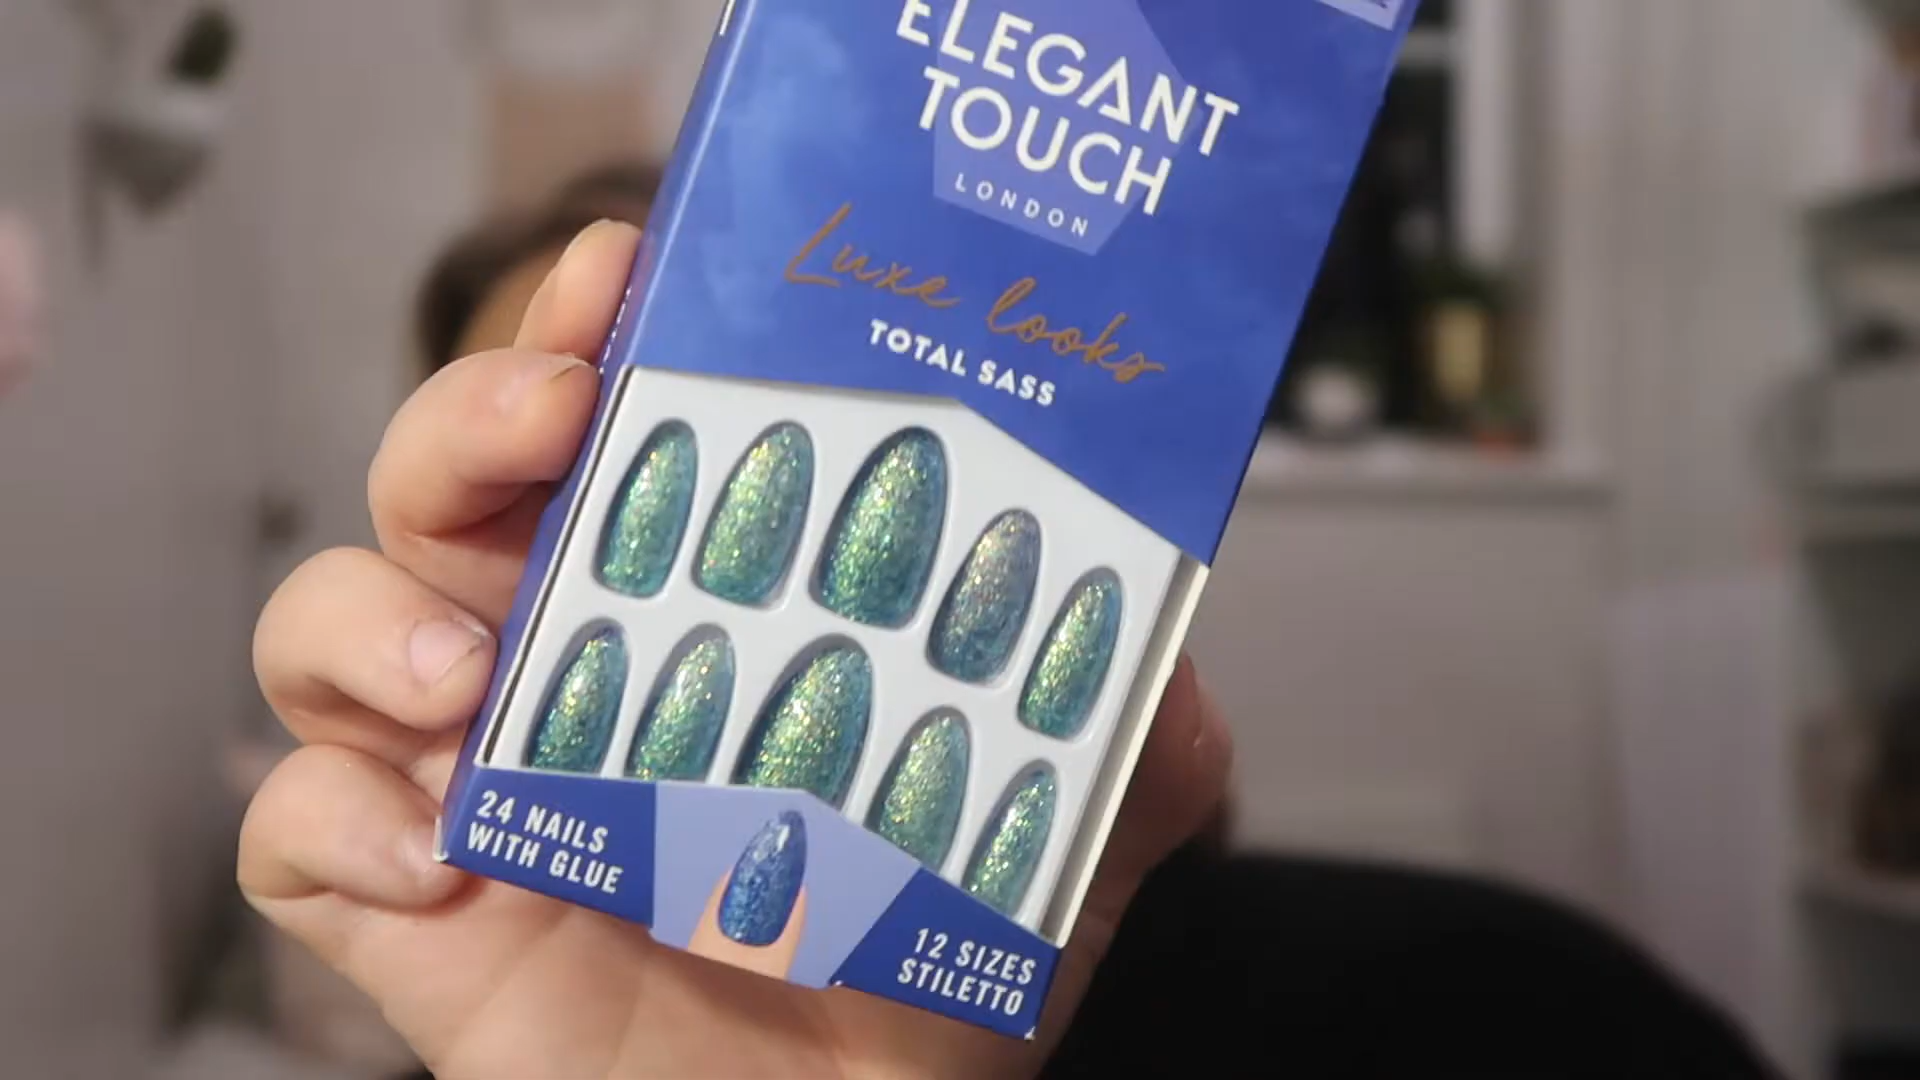 ELEGANT
TOUCH
LONDON
Luxe looks
TOTAL SASS
24 NAILS
WITH GLUE
12 SIZES
STILETTO